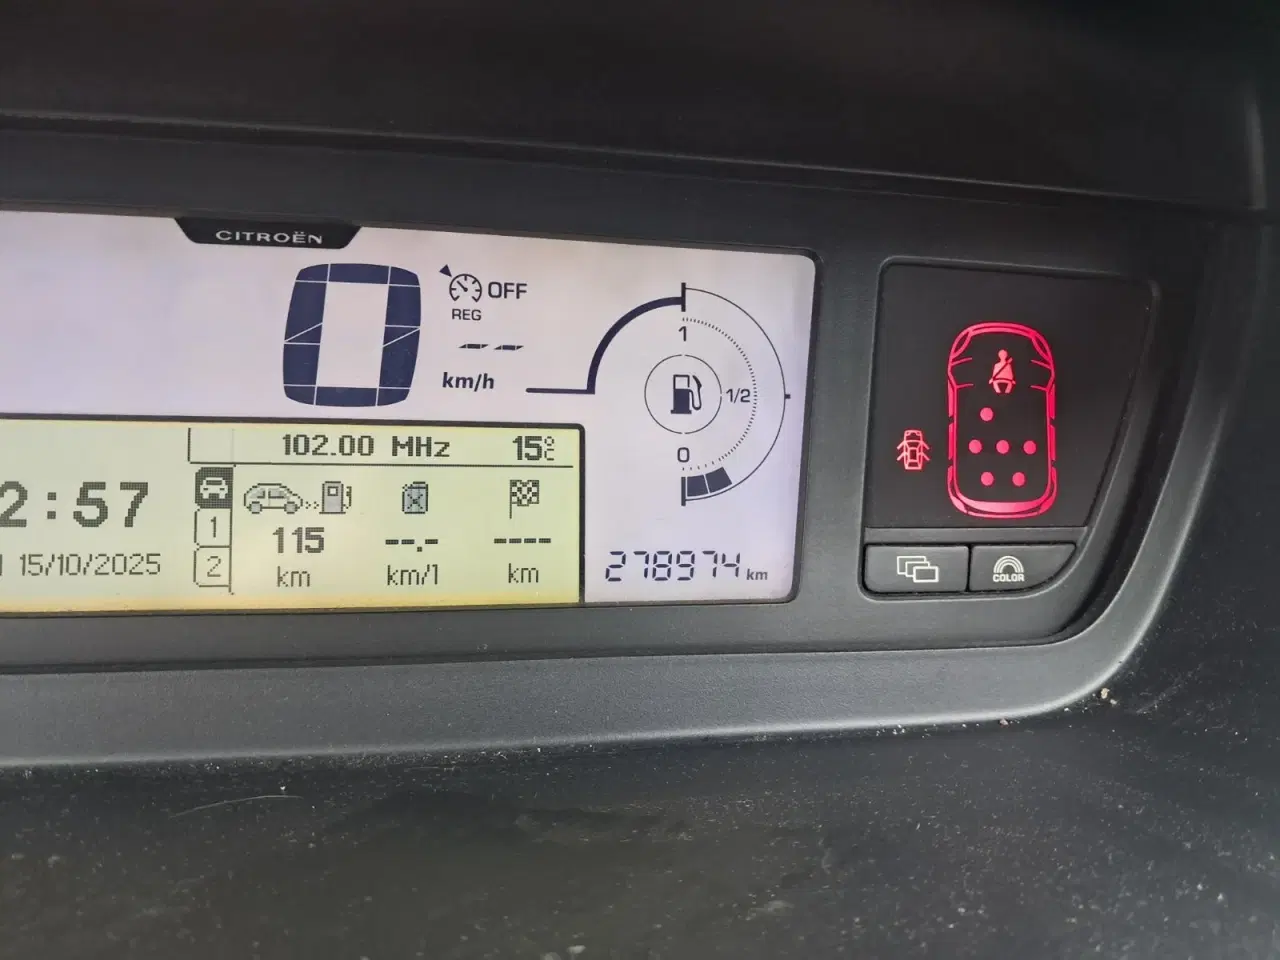 CITROËN
OFF
REG
-- --
km/h
1
1/2
0
102.00 MHz 15°C
2:57
15/10/2025
1
2
115
km
--.-
km/l
----
km
278974 km
COLOR